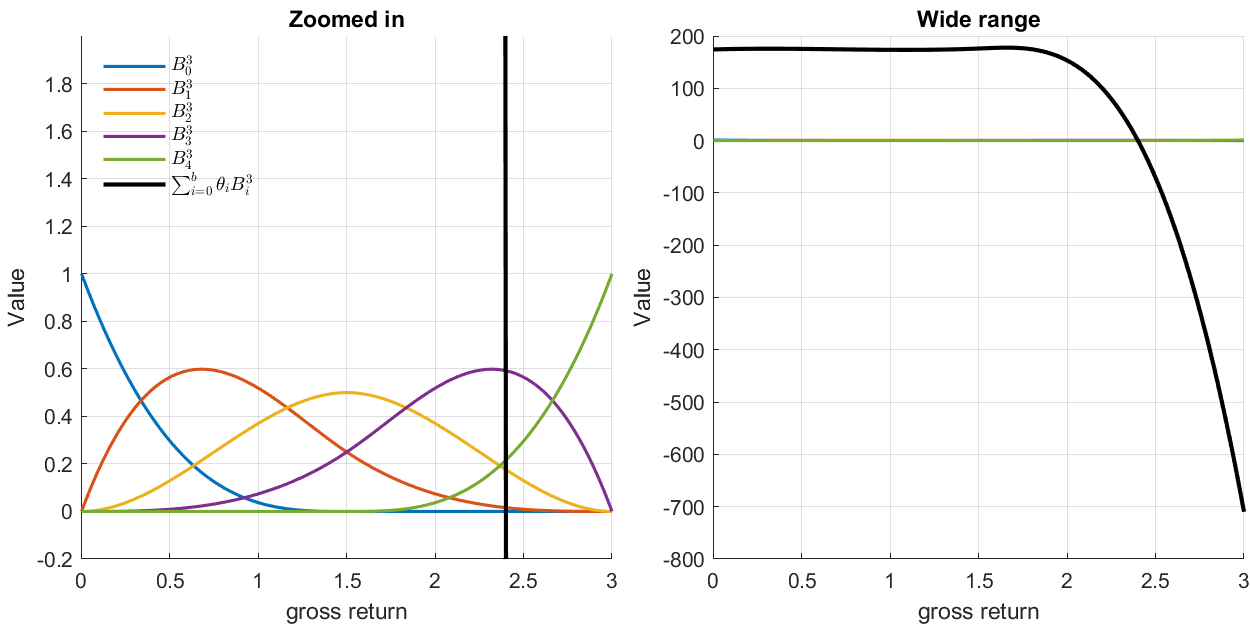 Zoomed in
Value
1.8
1.6
1.4
1.2
1
0.8
0.6
0.4
0.2
0
-0.2
B_0^3
B_1^3
B_2^3
B_3^3
B_4^3
∑_{i=0}^b θ_i B_i^3
0 0.5 1 1.5 2 2.5 3
gross return
Wide range
Value
200
100
0
-100
-200
-300
-400
-500
-600
-700
-800
0 0.5 1 1.5 2 2.5 3
gross return